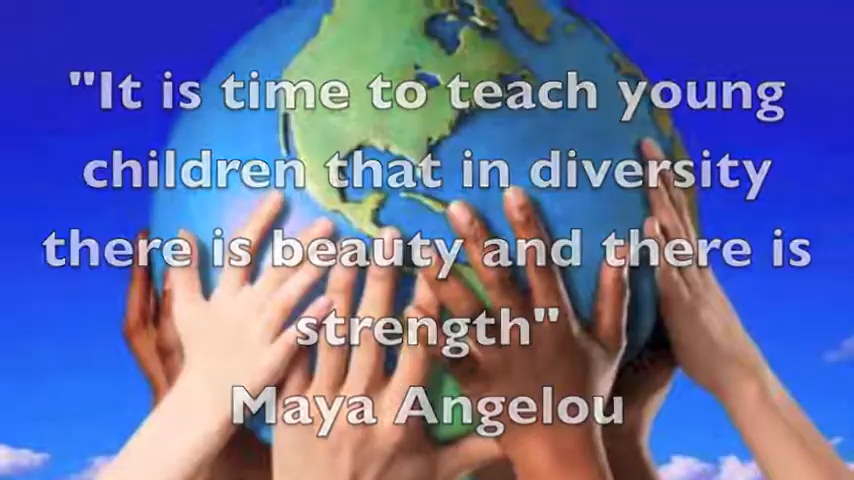 "It is time to teach young
children that in diversity
there is beauty and there is
strength"
Maya Angelou